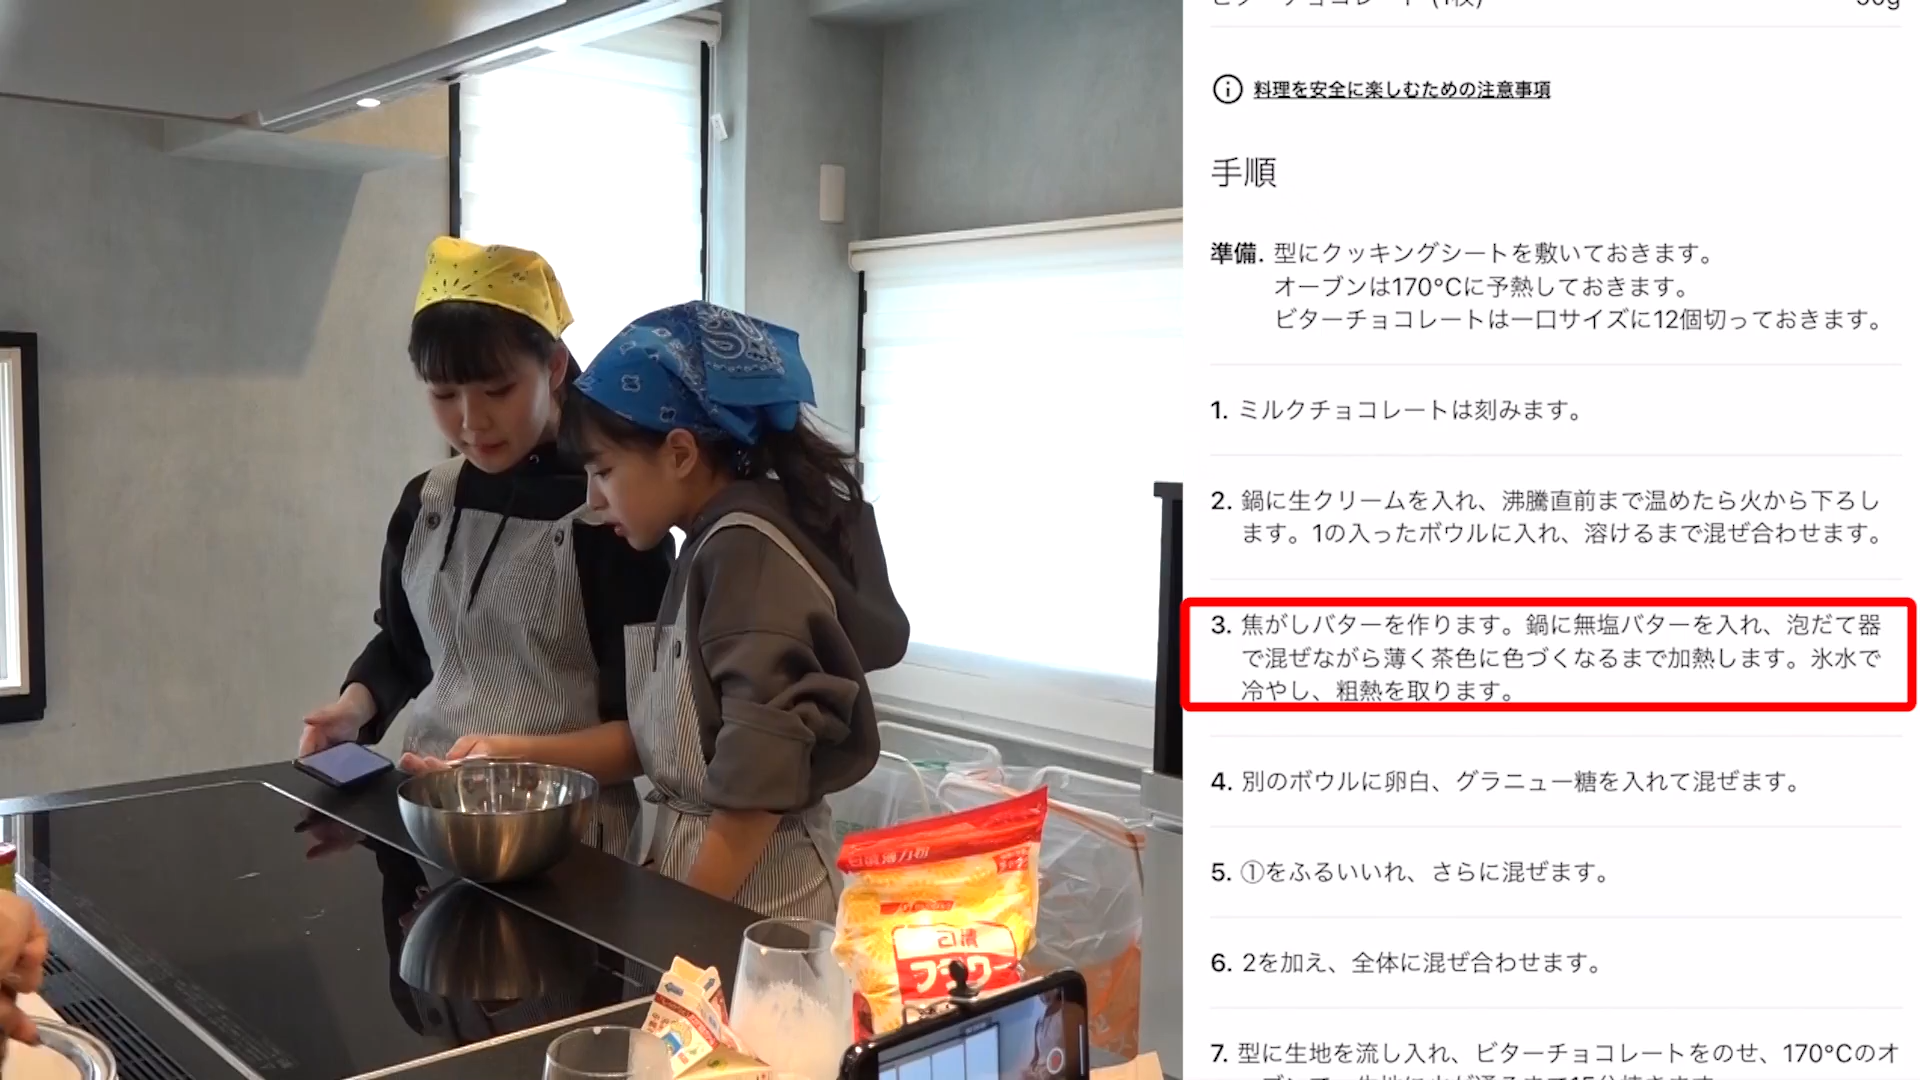 料理を安全に楽しむための注意事項
手順
準備. 型にクッキングシートを敷いておきます。
オーブンは170°Cに予熱しておきます。
ビターチョコレートは一口サイズに12個切っておきます。
1. ミルクチョコレートは刻みます。
2. 鍋に生クリームを入れ、沸騰直前まで温めたら火から下ろし
ます。1の入ったボウルに入れ、溶けるまで混ぜ合わせます。
3. 焦がしバターを作ります。鍋に無塩バターを入れ、泡だて器
で混ぜながら薄く茶色に色づくなるまで加熱します。氷水で
冷やし、粗熱を取ります。
4. 別のボウルに卵白、グラニュー糖を入れて混ぜます。
5. ①をふるいいれ、さらに混ぜます。
6. 2を加え、全体に混ぜ合わせます。
7. 型に生地を流し入れ、ビターチョコレートをのせ、170°Cのオ
日清
フラワー